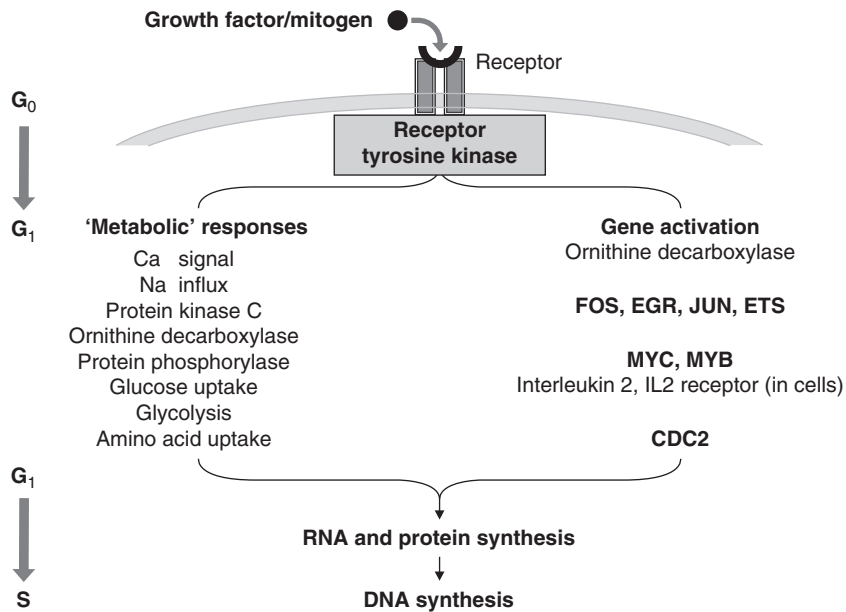 Growth factor/mitogen
Receptor
G0
Receptor
tyrosine kinase
G1
'Metabolic' responses
Ca signal
Na influx
Protein kinase C
Ornithine decarboxylase
Protein phosphorylase
Glucose uptake
Glycolysis
Amino acid uptake
Gene activation
Ornithine decarboxylase
FOS, EGR, JUN, ETS
MYC, MYB
Interleukin 2, IL2 receptor (in cells)
CDC2
G1
RNA and protein synthesis
S
DNA synthesis